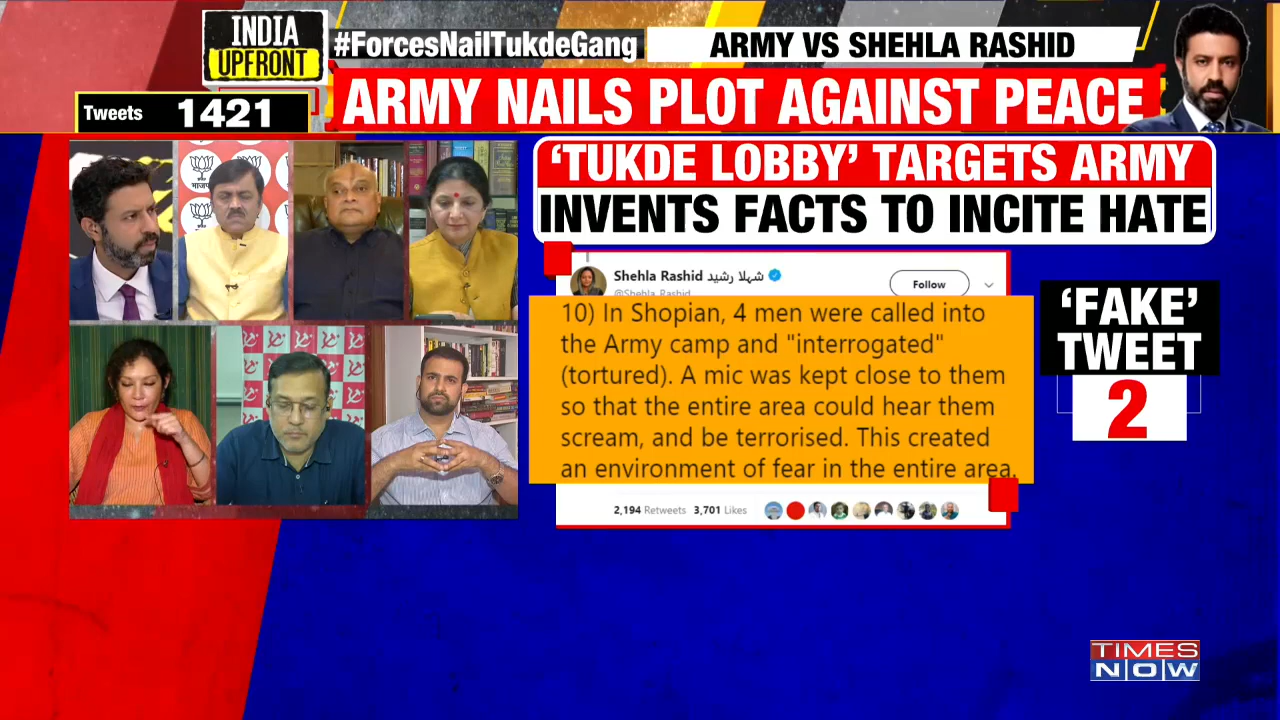 INDIA
UPFRONT
#ForcesNailTukdeGang
ARMY VS SHEHLA RASHID
Tweets 1421
ARMY NAILS PLOT AGAINST PEACE
‘TUKDE LOBBY’ TARGETS ARMY
INVENTS FACTS TO INCITE HATE
Shehla Rashid شہلا رشید
@Shehla_Rashid
Follow
10) In Shopian, 4 men were called into
the Army camp and "interrogated"
(tortured). A mic was kept close to them
so that the entire area could hear them
scream, and be terrorised. This created
an environment of fear in the entire area.
2,194 Retweets 3,701 Likes
‘FAKE’
TWEET
2
भाजपा
TIMES
NOW